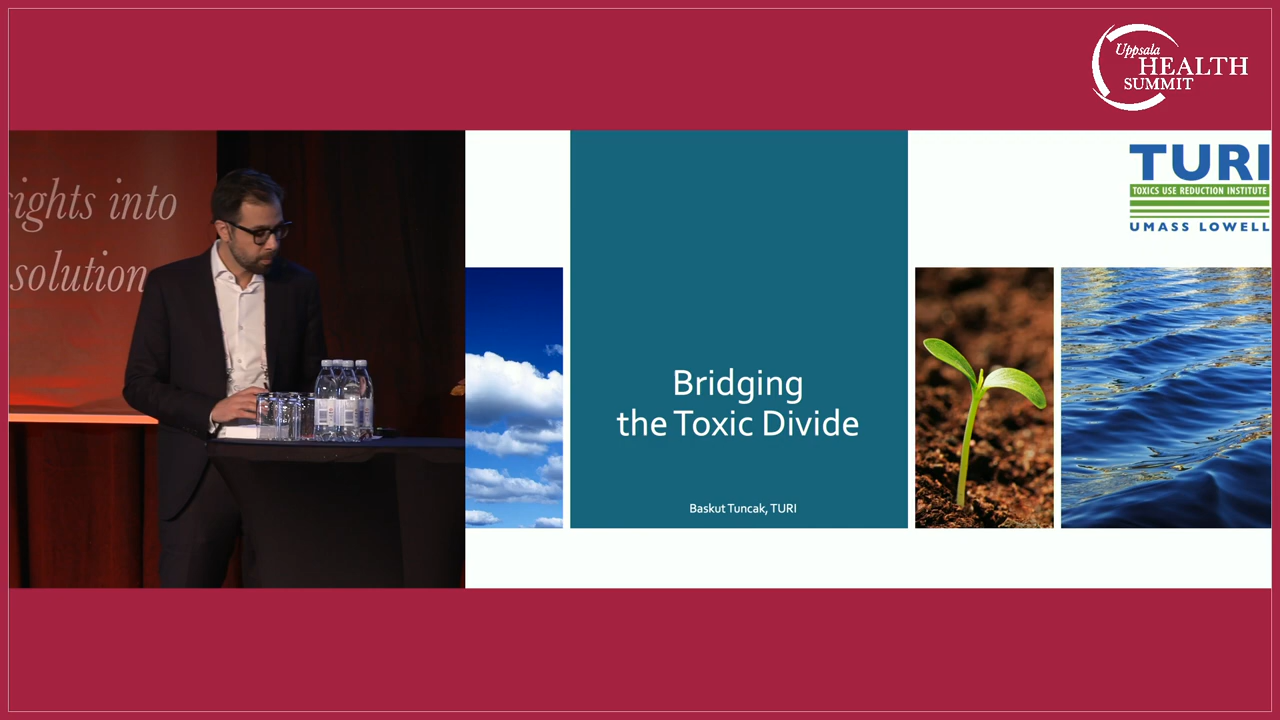 Uppsala
HEALTH
SUMMIT
into
solution
TURI
TOXICS USE REDUCTION INSTITUTE
UMASS LOWELL
Bridging
the Toxic Divide
Baskut Tuncak, TURI